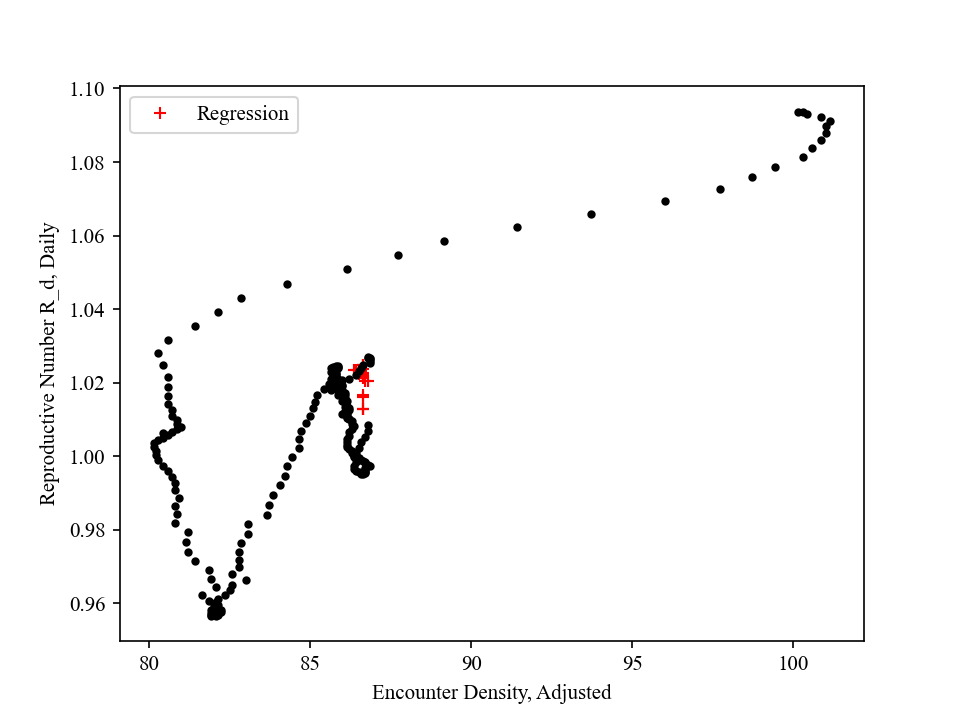 Regression
1.10
1.08
1.06
1.04
1.02
1.00
0.98
0.96
Reproductive Number R_d, Daily
80 85 90 95 100
Encounter Density, Adjusted